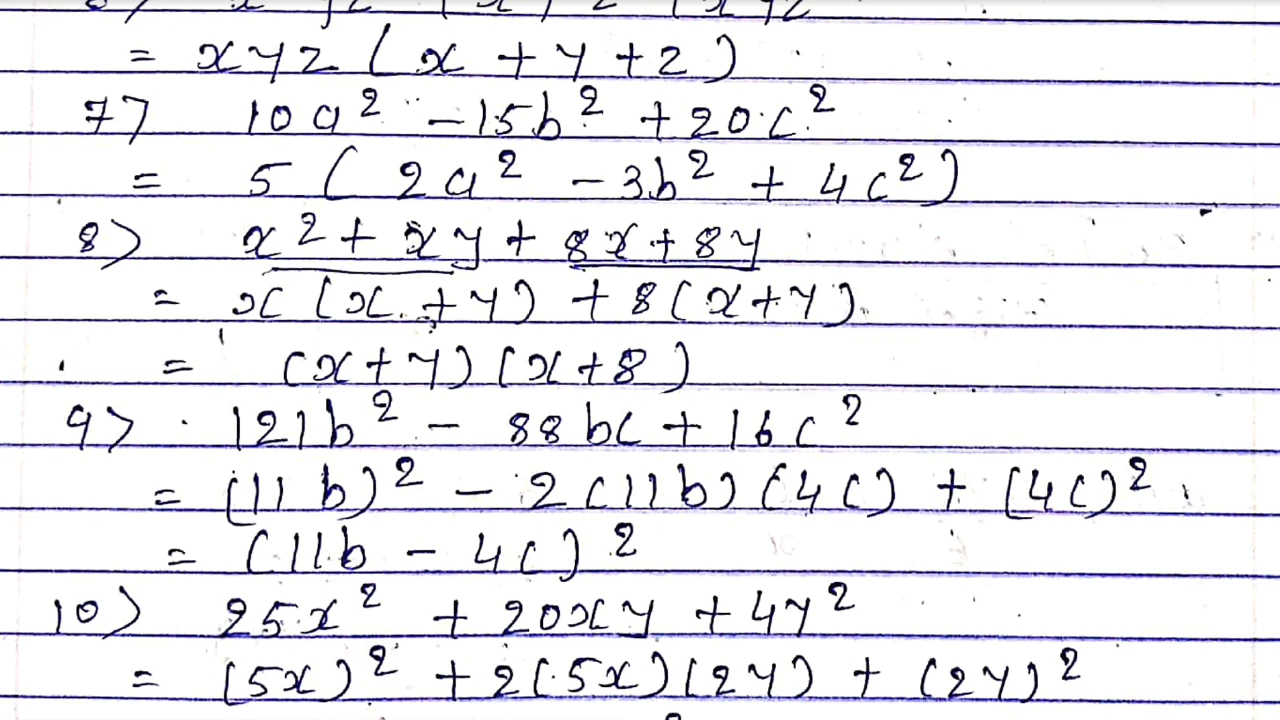 = xyz (x + y + z)
7) 10a² - 15b² + 20c²
= 5 (2a² - 3b² + 4c²)
8) x² + xy + 8x + 8y
= x (x + y) + 8 (x + y)
= (x + y) (x + 8)
9) 121b² - 88bc + 16c²
= (11b)² - 2 (11b) (4c) + (4c)²
= (11b - 4c)²
10) 25x² + 20xy + 4y²
= (5x)² + 2(5x) (2y) + (2y)²